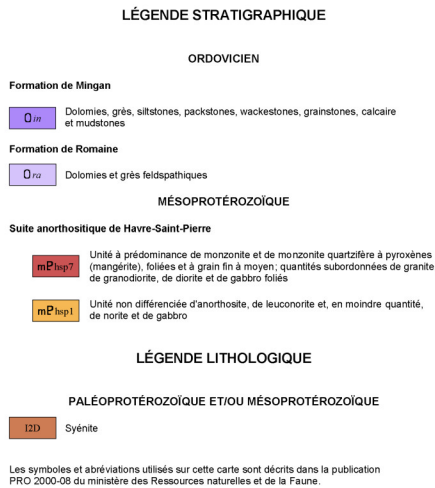 LÉGENDE STRATIGRAPHIQUE
ORDOVICIEN
Formation de Mingan
O in
Dolomies, grès, siltstones, packstones, wackestones, grainstones, calcaire
et mudstones
Formation de Romaine
O ra
Dolomies et grès feldspathiques
MÉSOPROTÉROZOÏQUE
Suite anorthositique de Havre-Saint-Pierre
mPhsp7
Unité à prédominance de monzonite et de monzonite quartzifère à pyroxènes
(mangérite), foliées et à grain fin à moyen; quantités subordonnées de granite
de granodiorite, de diorite et de gabbro foliés
mPhsp1
Unité non différenciée d'anorthosite, de leuconorite et, en moindre quantité,
de norite et de gabbro
LÉGENDE LITHOLOGIQUE
PALÉOPROTÉROZOÏQUE ET/OU MÉSOPROTÉROZOÏQUE
I2D
Syénite
Les symboles et abréviations utilisés sur cette carte sont décrits dans la publication
PRO 2000-08 du ministère des Ressources naturelles et de la Faune.